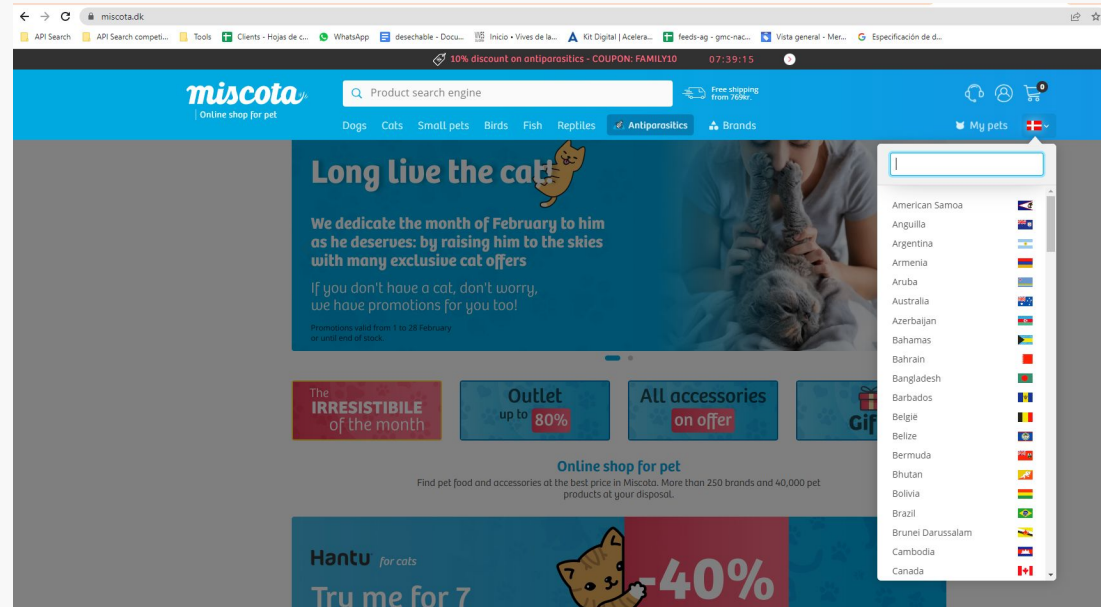 miscota.dk
API Search
API Search competi...
Tools
Clients - Hojas de c...
WhatsApp
desechable - Docu...
Inicio • Vives de la...
Kit Digital | Acelera...
feeds-ag - gmc-nac...
Vista general - Mer...
Especificación de d...
10% discount on antiparasitics - COUPON: FAMILY10 07:39:15
miscota
Online shop for pet
Product search engine
Free shipping
from 769kr.
0
Dogs Cats Small pets Birds Fish Reptiles Antiparasitics Brands
My pets
Long live the cat!
We dedicate the month of February to him
as he deserves: by raising him to the skies
with many exclusive cat offers
If you don't have a cat, don't worry,
we have promotions for you too!
Promotions valid from 1 to 28 February
or until end of stock.
American Samoa
Anguilla
Argentina
Armenia
Aruba
Australia
Azerbaijan
Bahamas
Bahrain
Bangladesh
Barbados
België
Belize
Bermuda
Bhutan
Bolivia
Brazil
Brunei Darussalam
Cambodia
Canada
The
IRRESISTIBILE
of the month
Outlet
up to 80%
All accessories
on offer
Gif
Online shop for pet
Find pet food and accessories at the best price in Miscota. More than 250 brands and 40,000 pet
products at your disposal.
Hantu for cats
Try me for 7
-40%